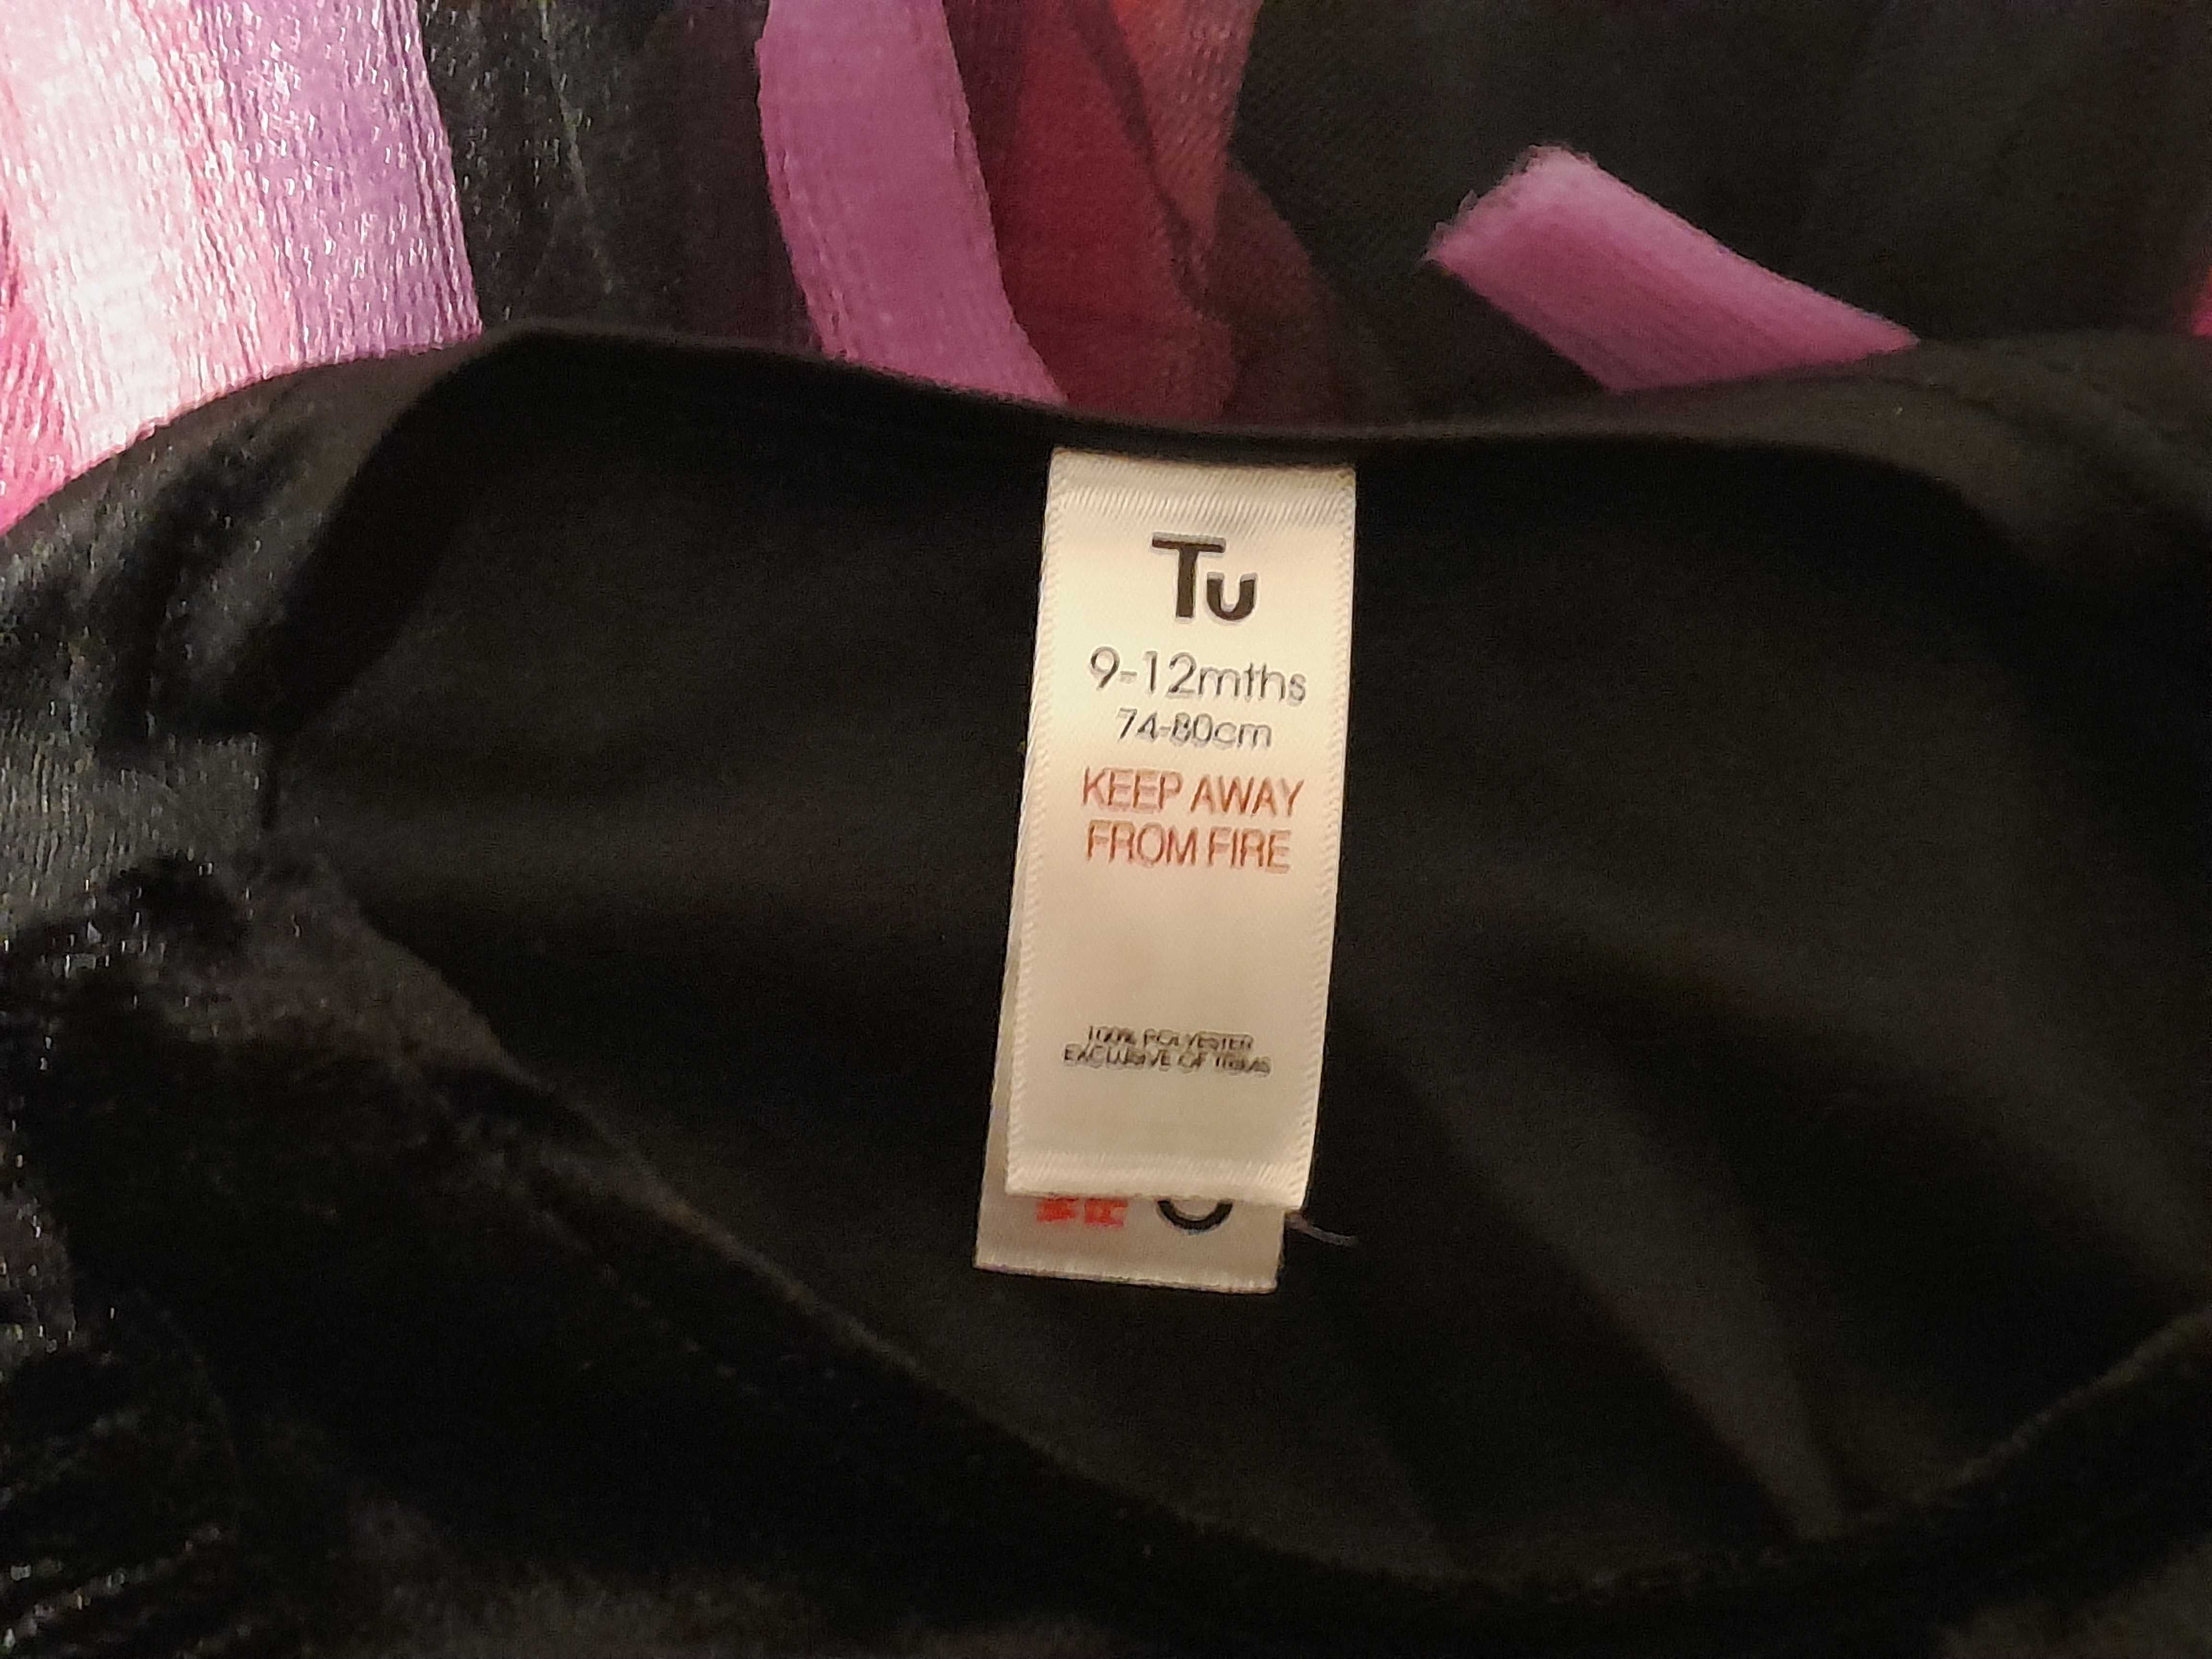 Tu
9-12mths
74-80cm
KEEP AWAY
FROM FIRE
100% POLYESTER
EXCLUSIVE OF TRIMS